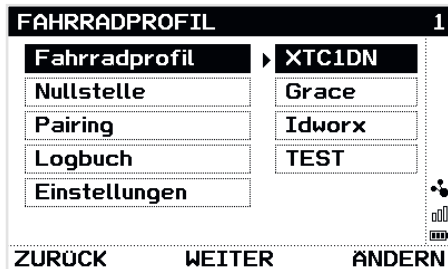 FAHRRADPROFIL 1
Fahrradprofil XTC1DN
Nullstelle Grace
Pairing Idworx
Logbuch TEST
Einstellungen
ZURÜCK WEITER ÄNDERN